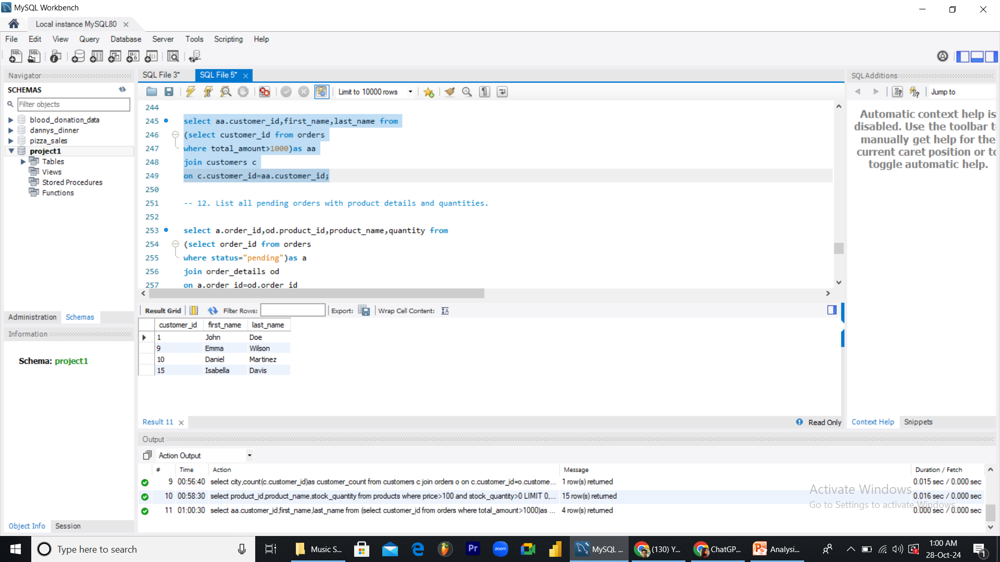 MySQL Workbench
Local instance MySQL80
File Edit View Query Database Server Tools Scripting Help
Navigator
SCHEMAS
Filter objects
blood_donation_data
dannys_dinner
pizza_sales
project1
Tables
Views
Stored Procedures
Functions
Administration Schemas
Information
Schema: project1
Object Info Session
SQL File 3* SQL File 5*
Limit to 10000 rows
244
245 select aa.customer_id,first_name,last_name from
246 (select customer_id from orders
247 where total_amount>1000)as aa
248 join customers c
249 on c.customer_id=aa.customer_id;
250
251 -- 12. List all pending orders with product details and quantities.
252
253 select a.order_id,od.product_id,product_name,quantity from
254 (select order_id from orders
255 where status="pending")as a
256 join order_details od
257 on a.order_id=od.order_id
Result Grid Filter Rows: Export: Wrap Cell Content:
customer_id first_name last_name
1 John Doe
9 Emma Wilson
10 Daniel Martinez
15 Isabella Davis
Result 11 Read Only
SQLAdditions
Jump to
Automatic context help is
disabled. Use the toolbar t
manually get help for the
current caret position or to
toggle automatic help.
Context Help Snippets
Output
Action Output
# Time Action Message Duration / Fetch
9 00:56:40 select city,count(c.customer_id)as customer_count from customers c join orders o on c.customer_id=o.custome... 1 row(s) returned 0.015 sec / 0.000 sec
10 00:58:30 select product_id,product_name,stock_quantity from products where price>100 and stock_quantity>0 LIMIT 0,... 15 row(s) returned 0.016 sec / 0.000 sec
11 01:00:30 select aa.customer_id,first_name,last_name from (select customer_id from orders where total_amount>1000)as ... 4 row(s) returned 0.000 sec / 0.000 sec
Activate Windows
Go to Settings to activate Windows.
Type here to search
Music S...
Pr
zoom
MySQL ...
(130) Y...
ChatGP...
Analysi...
1:00 AM
28-Oct-24
1